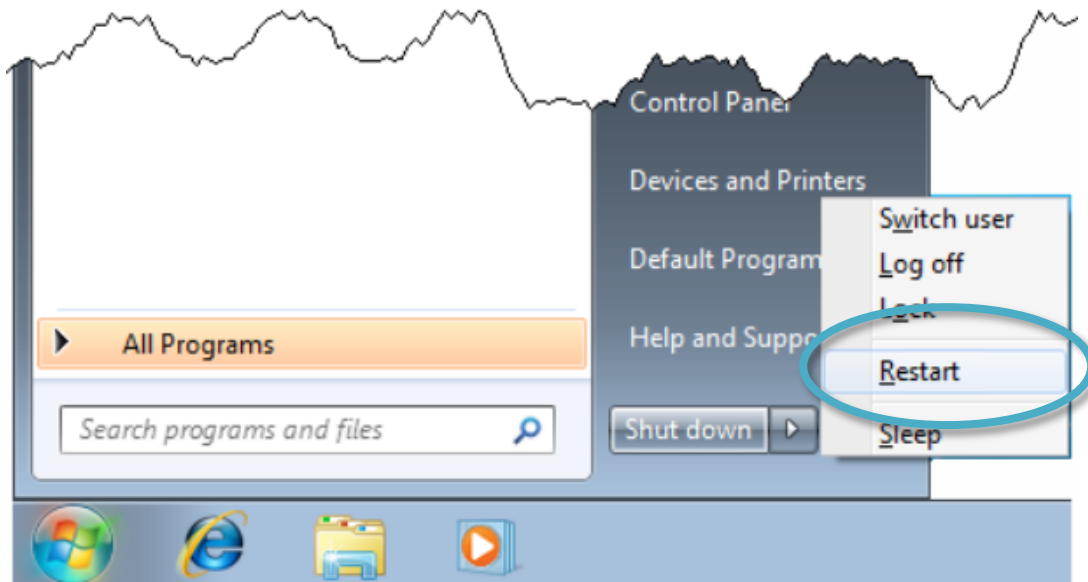 Control Panel
Devices and Printers
Default Program
Help and Suppo
All Programs
Search programs and files
Shut down
Switch user
Log off
Lock
Restart
Sleep